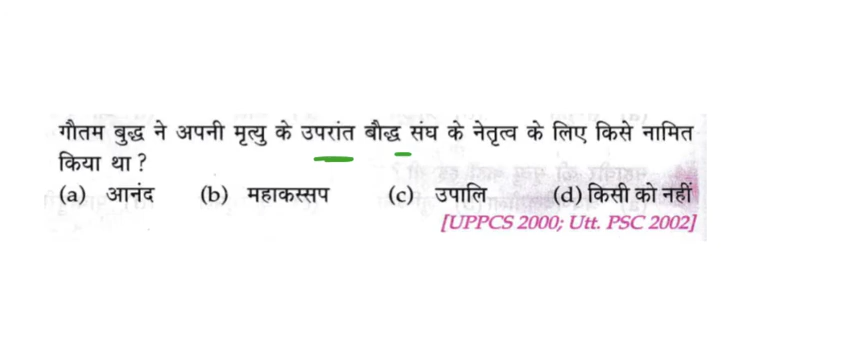 गौतम बुद्ध ने अपनी मृत्यु के उपरांत बौद्ध संघ के नेतृत्व के लिए किसे नामित
किया था ?
(a) आनंद (b) महाकस्सप (c) उपालि (d) किसी को नहीं
[UPPCS 2000; Utt. PSC 2002]